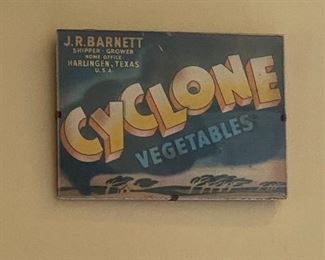 J.R. BARNETT
SHIPPER - GROWER
HOME OFFICE
HARLINGEN, TEXAS
U.S.A
CYCLONE
VEGETABLES